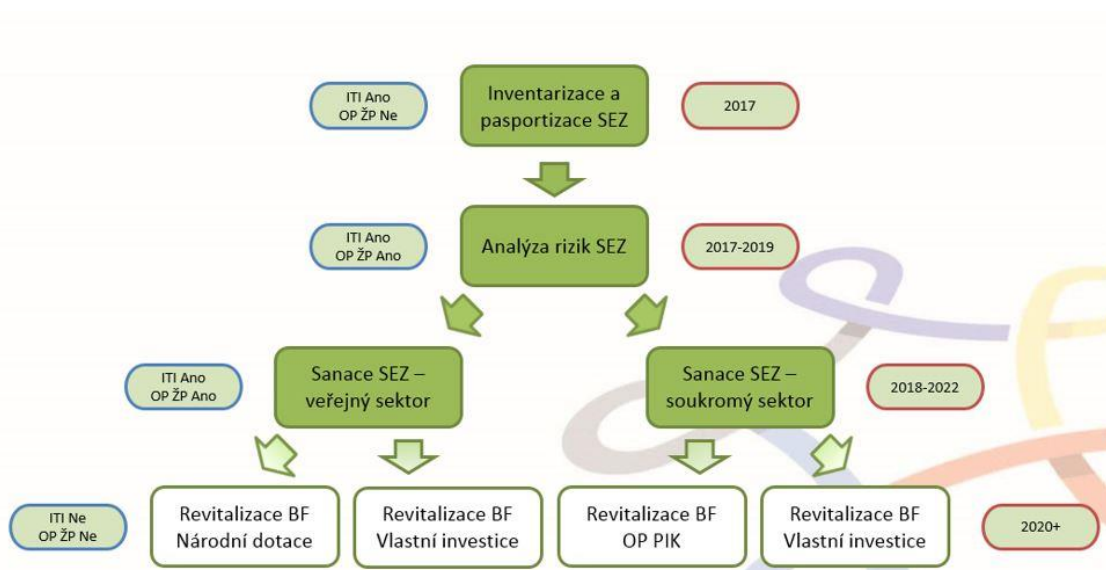 ITI Ano
OP ŽP Ne
Inventarizace a
pasportizace SEZ
2017
ITI Ano
OP ŽP Ano
Analýza rizik SEZ
2017-2019
ITI Ano
OP ŽP Ano
Sanace SEZ –
veřejný sektor
Sanace SEZ –
soukromý sektor
2018-2022
ITI Ne
OP ŽP Ne
Revitalizace BF
Národní dotace
Revitalizace BF
Vlastní investice
Revitalizace BF
OP PIK
Revitalizace BF
Vlastní investice
2020+